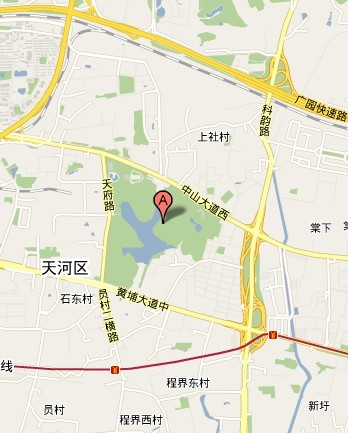 广园快速路
科韵路
上社村
天府路
中山大道西
A
棠下
天河区
石东村
黄埔大道中
员村二横路
线
程界东村
员村
程界西村
新圩